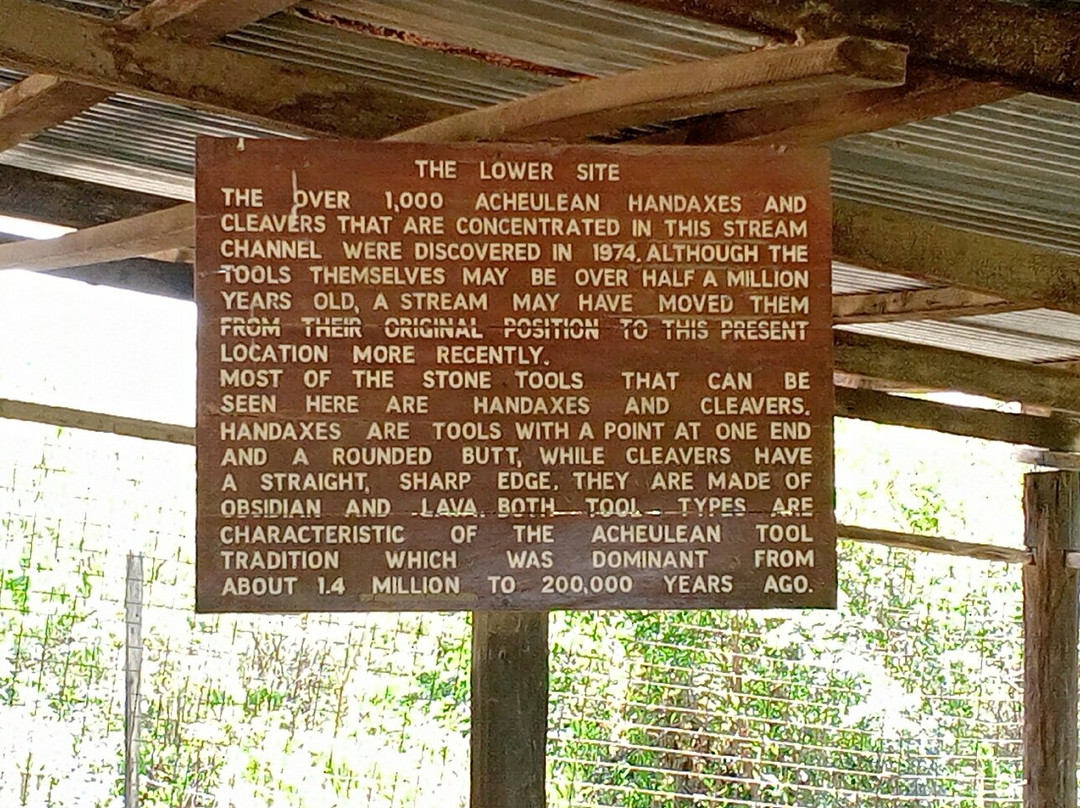 THE LOWER SITE
THE OVER 1,000 ACHEULEAN HANDAXES AND
CLEAVERS THAT ARE CONCENTRATED IN THIS STREAM
CHANNEL WERE DISCOVERED IN 1974. ALTHOUGH THE
TOOLS THEMSELVES MAY BE OVER HALF A MILLION
YEARS OLD, A STREAM MAY HAVE MOVED THEM
FROM THEIR ORIGINAL POSITION TO THIS PRESENT
LOCATION MORE RECENTLY.
MOST OF THE STONE TOOLS THAT CAN BE
SEEN HERE ARE HANDAXES AND CLEAVERS.
HANDAXES ARE TOOLS WITH A POINT AT ONE END
AND A ROUNDED BUTT, WHILE CLEAVERS HAVE
A STRAIGHT, SHARP EDGE. THEY ARE MADE OF
OBSIDIAN AND LAVA. BOTH TOOL TYPES ARE
CHARACTERISTIC OF THE ACHEULEAN TOOL
TRADITION WHICH WAS DOMINANT FROM
ABOUT 1.4 MILLION TO 200,000 YEARS AGO.